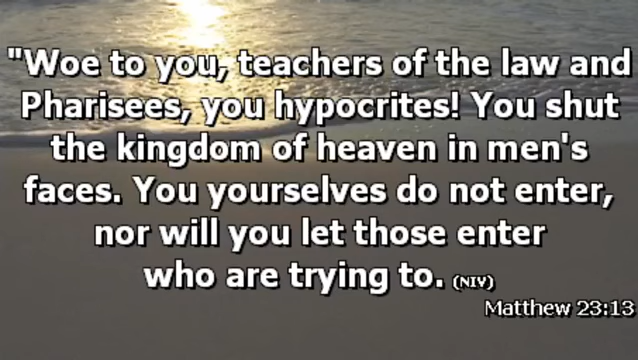 "Woe to you, teachers of the law and
Pharisees, you hypocrites! You shut
the kingdom of heaven in men's
faces. You yourselves do not enter,
nor will you let those enter
who are trying to. (NIV)
Matthew 23:13